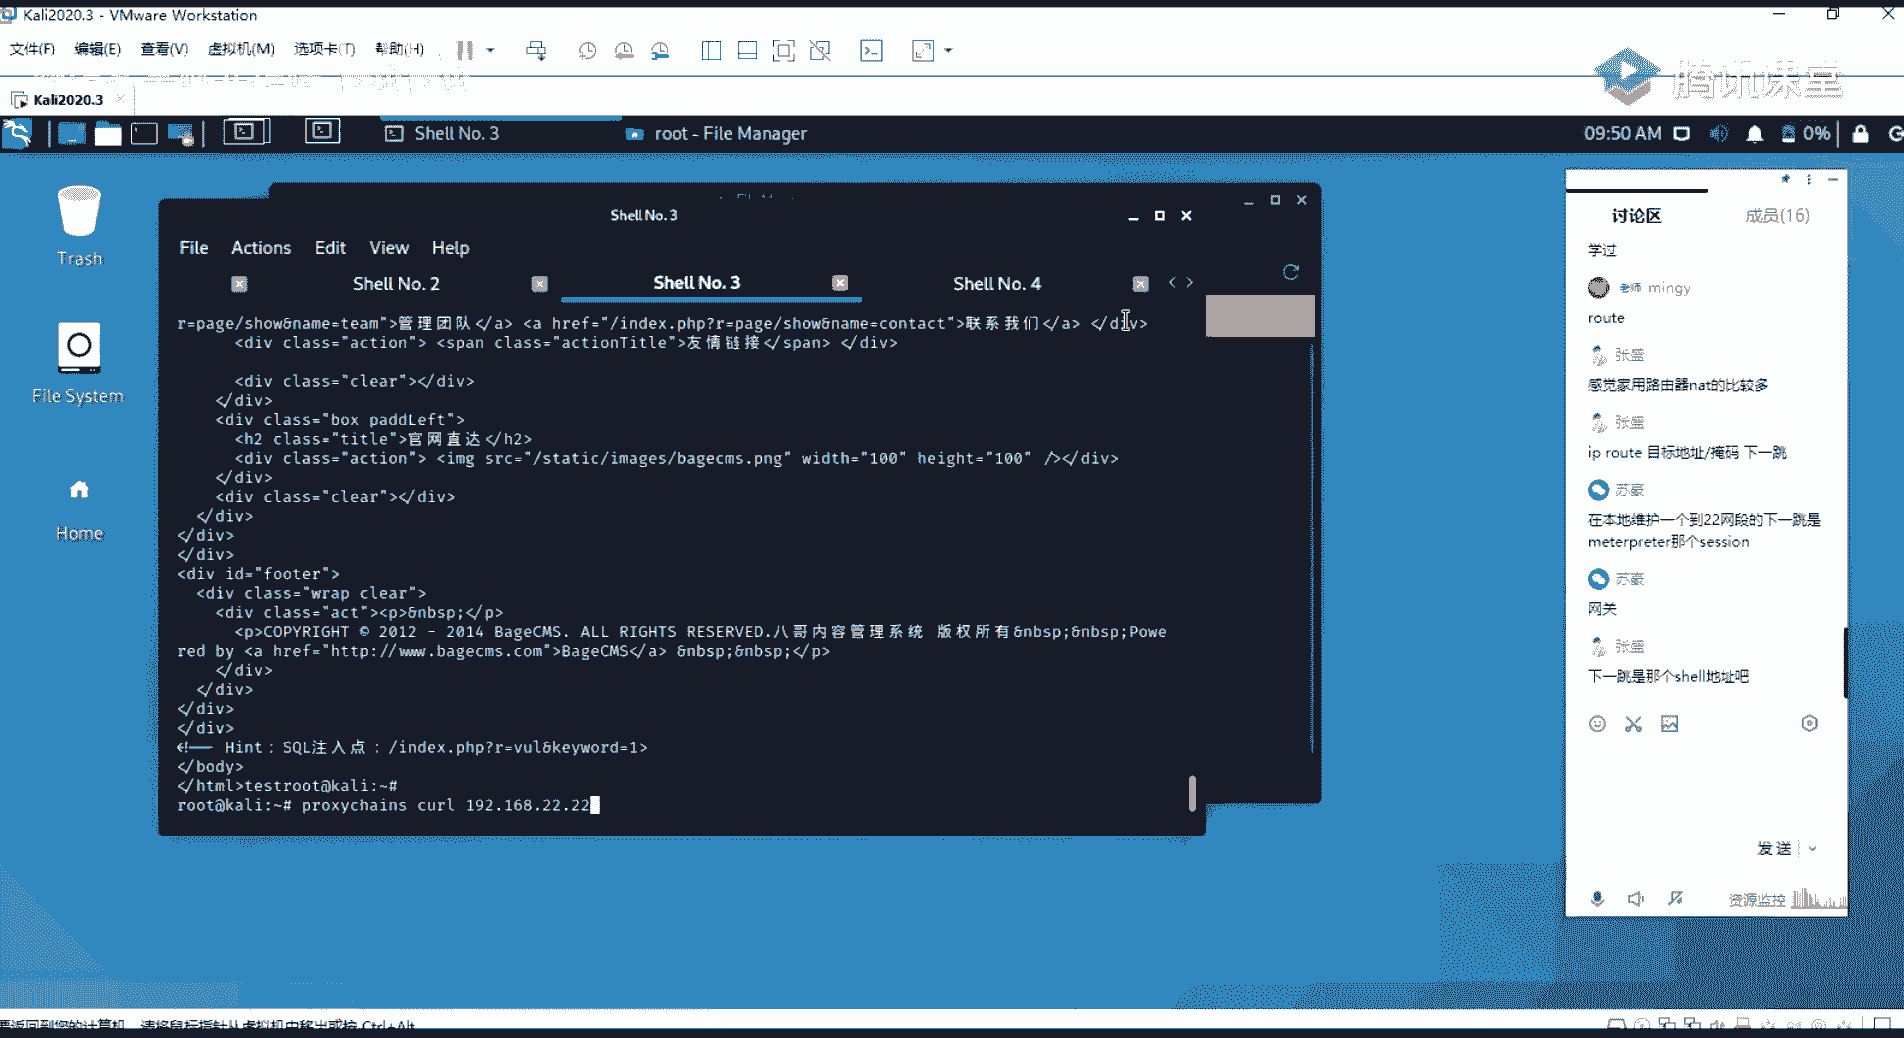 Kali2020.3 - VMware Workstation
文件(F) 编辑(E) 查看(V) 虚拟机(M) 选项卡(T) 帮助(H)
腾讯课堂
Kali2020.3
Shell No. 3
root - File Manager
09:50 AM
0%
Trash
File System
Home
Shell No. 3
File Actions Edit View Help
Shell No. 2
Shell No. 3
Shell No. 4
r=page/show&name=team">管理团队</a> <a href="/index.php?r=page/show&name=contact">联系我们</a> </div>
<div class="action"> <span class="actionTitle">友情链接</span> </div>
<div class="clear"></div>
</div>
<div class="box paddLeft">
<h2 class="title">官网直达</h2>
<div class="action"> <img src="/static/images/bagecms.png" width="100" height="100" /></div>
</div>
<div class="clear"></div>
</div>
</div>
</div>
<div id="footer">
<div class="wrap clear">
<div class="act"><p>&nbsp;</p>
<p>COPYRIGHT © 2012 - 2014 BageCMS. ALL RIGHTS RESERVED.八哥内容管理系统 版权所有&nbsp;&nbsp;Powe
red by <a href="http://www.bagecms.com">BageCMS</a> &nbsp;&nbsp;</p>
</div>
</div>
</div>
</div>
<!-- Hint：SQL注入点：/index.php?r=vul&keyword=1>
</body>
</html>testroot@kali:~#
root@kali:~# proxychains curl 192.168.22.22
讨论区
成员(16)
学过
老师 mingy
route
张蛮
感觉家用路由器nat的比较多
张蛮
ip route 目标地址/掩码 下一跳
苏豪
在本地维护一个到22网段的下一跳是
meterpreter那个session
苏豪
网关
张蛮
下一跳是那个shell地址吧
发送
资源监控
要返回到您的计算机，请将鼠标指针从虚拟机中移出或按 Ctrl+Alt